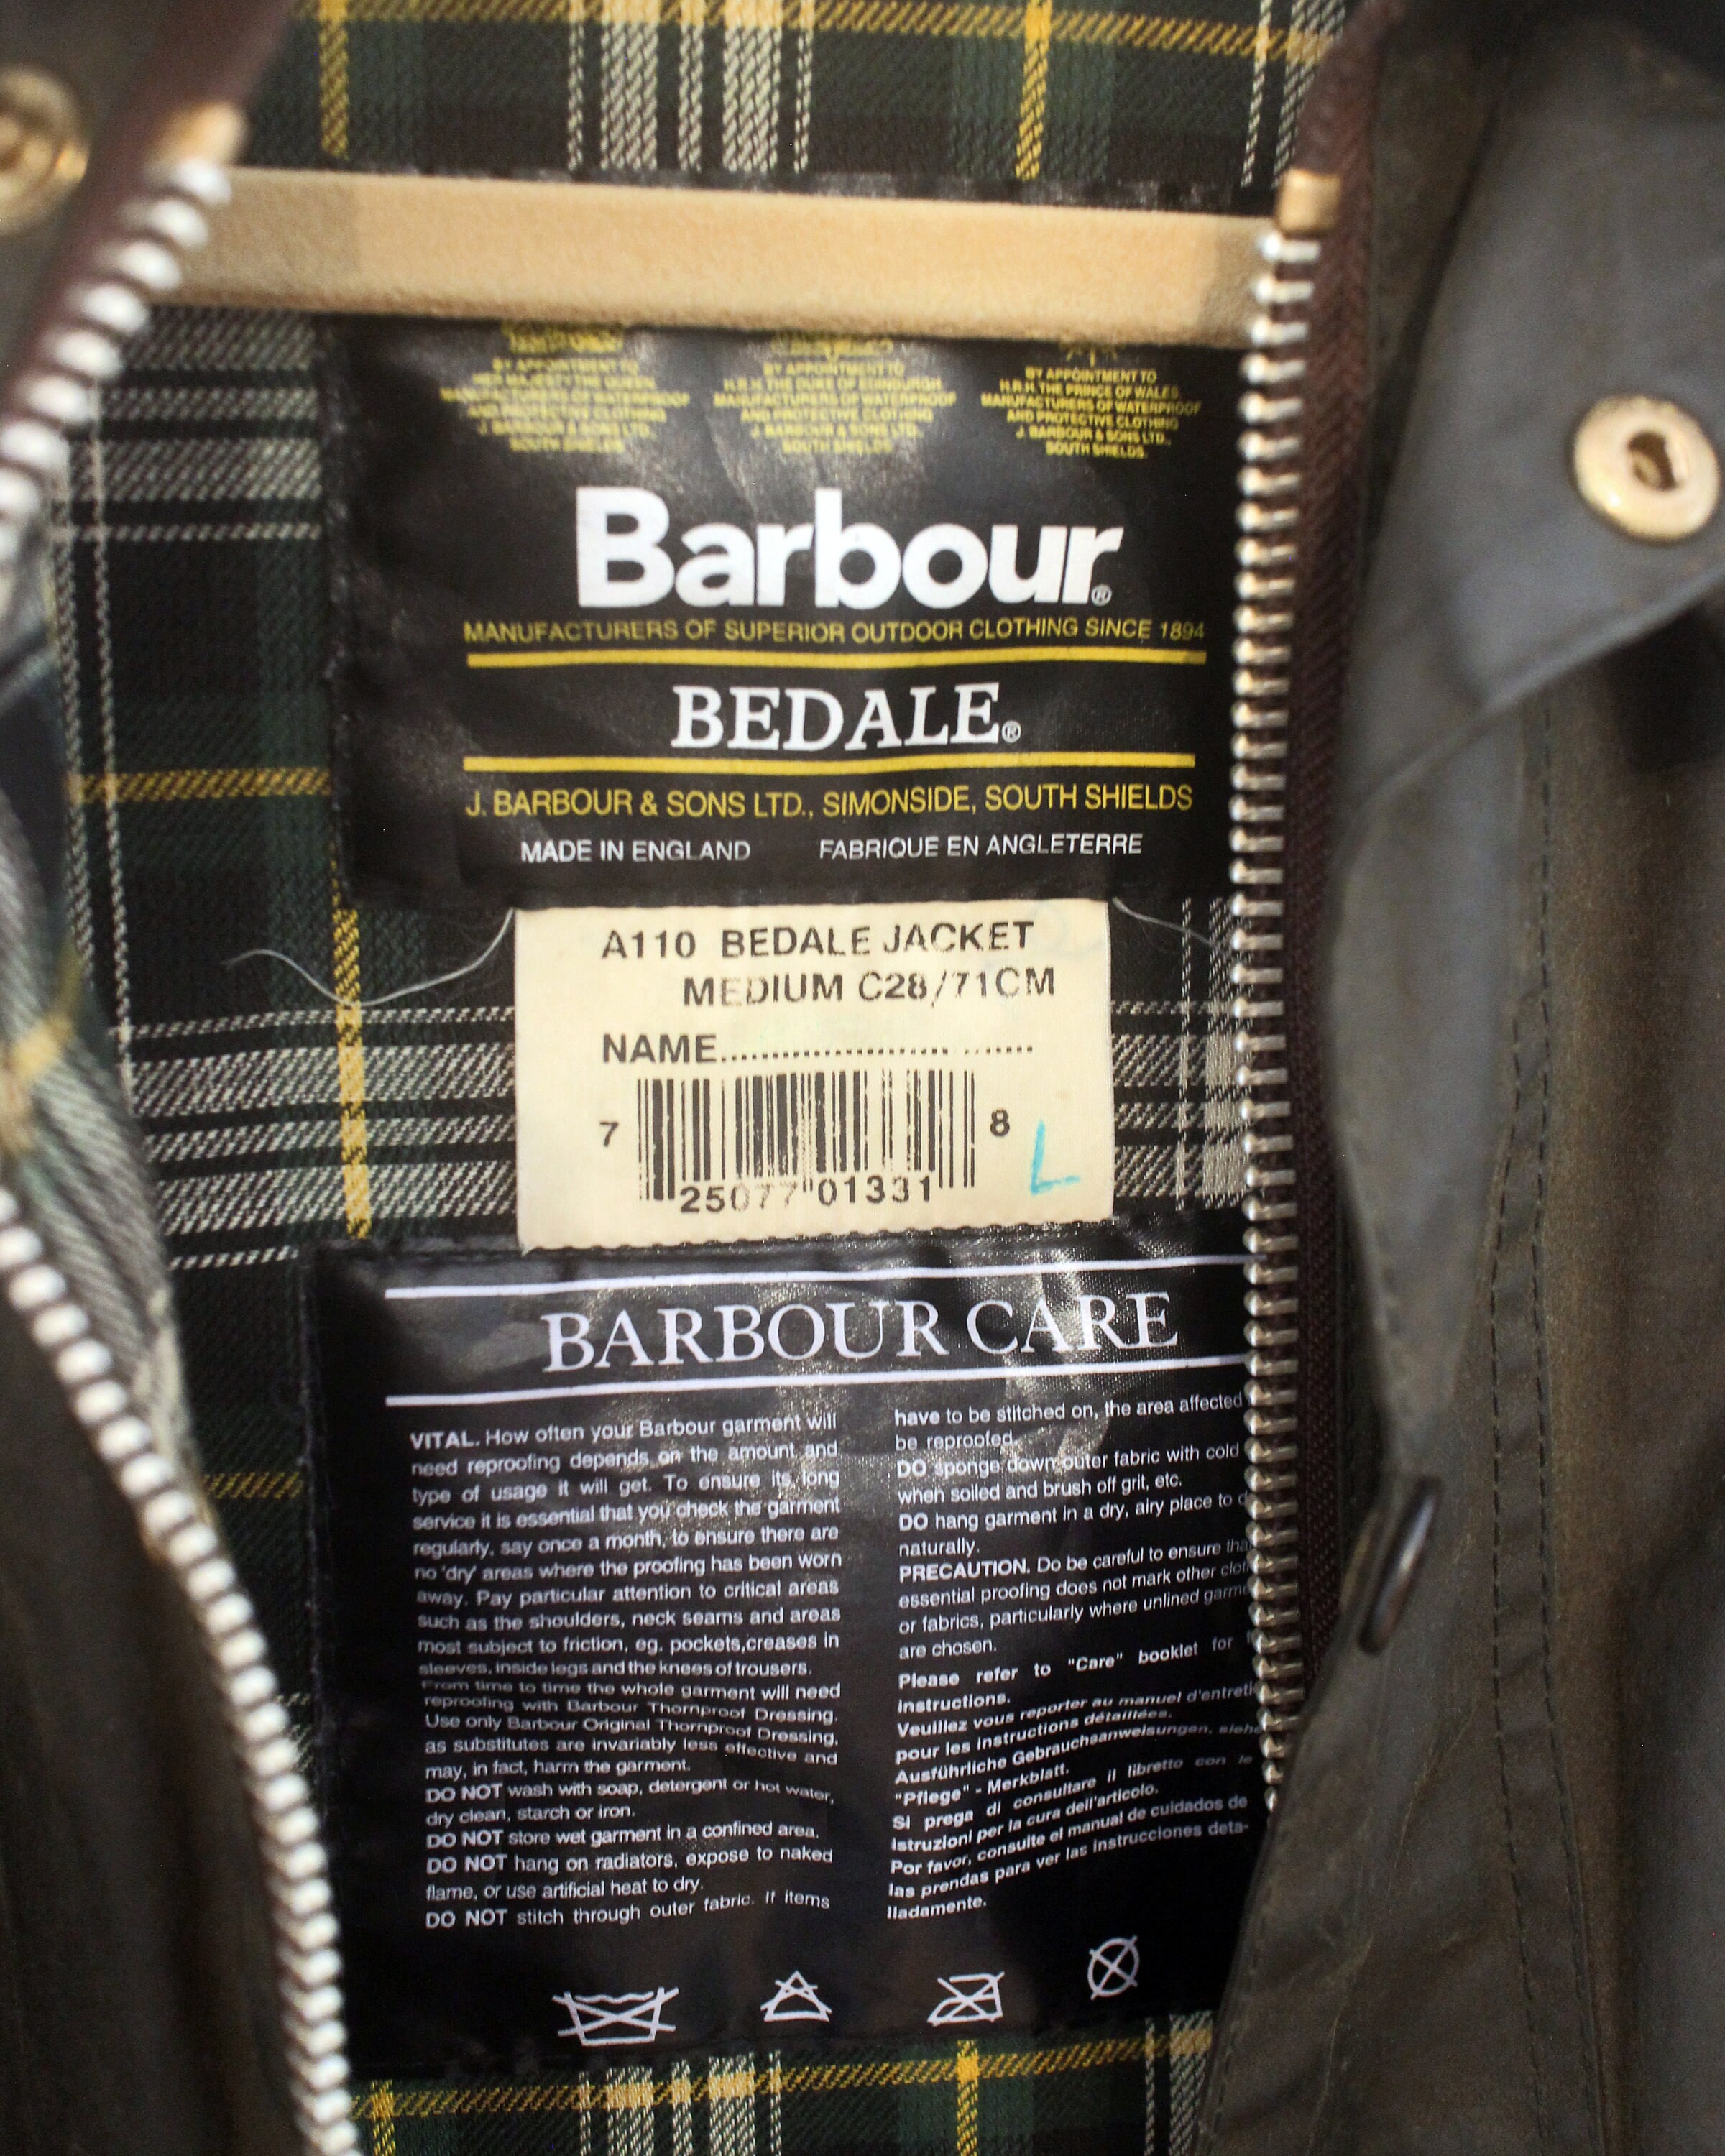 BY APPOINTMENT TO
HER MAJESTY THE QUEEN
MANUFACTURERS OF WATERPROOF
AND PROTECTIVE CLOTHING
J. BARBOUR & SONS LTD.,
SOUTH SHIELDS.
BY APPOINTMENT TO
H.R.H. THE DUKE OF EDINBURGH,
MANUFACTURERS OF WATERPROOF
AND PROTECTIVE CLOTHING
J. BARBOUR & SONS LTD.,
SOUTH SHIELDS.
BY APPOINTMENT TO
H.R.H. THE PRINCE OF WALES,
MANUFACTURERS OF WATERPROOF
AND PROTECTIVE CLOTHING
J. BARBOUR & SONS LTD.,
SOUTH SHIELDS.
Barbour®
MANUFACTURERS OF SUPERIOR OUTDOOR CLOTHING SINCE 1894
BEDALE®
J. BARBOUR & SONS LTD., SIMONSIDE, SOUTH SHIELDS
MADE IN ENGLAND FABRIQUE EN ANGLETERRE
A110 BEDALE JACKET
MEDIUM C28/71CM
NAME..................................
7 25077 01331 8
L
BARBOUR CARE
VITAL. How often your Barbour garment will
need reproofing depends on the amount and
type of usage it will get. To ensure its long
service it is essential that you check the garment
regularly, say once a month, to ensure there are
no 'dry' areas where the proofing has been worn
away. Pay particular attention to critical areas
such as the shoulders, neck seams and areas
most subject to friction, eg. pockets,creases in
sleeves, inside legs and the knees of trousers.
From time to time the whole garment will need
reproofing with Barbour Thornproof Dressing.
Use only Barbour Original Thornproof Dressing,
as substitutes are invariably less effective and
may, in fact, harm the garment.
DO NOT wash with soap, detergent or hot water,
dry clean, starch or iron.
DO NOT store wet garment in a confined area.
DO NOT hang on radiators, expose to naked
flame, or use artificial heat to dry.
DO NOT stitch through outer fabric. If items
have to be stitched on, the area affected
be reproofed.
DO sponge down outer fabric with cold
when soiled and brush off grit, etc.
DO hang garment in a dry, airy place to
naturally.
PRECAUTION. Do be careful to ensure
essential proofing does not mark other
or fabrics, particularly where unlined
are chosen.
Please refer to "Care" booklet for
instructions.
Veuillez vous reporter au manuel
pour les instructions détaillées.
Ausführliche Gebrauchsanweisungen, siehe
"Pflege" - Merkblatt.
Si prega di consultare il libretto con le
istruzioni per la cura dell'articolo.
Por favor, consulte el manual de cuidados de
las prendas para ver las instrucciones deta-
lladamente.